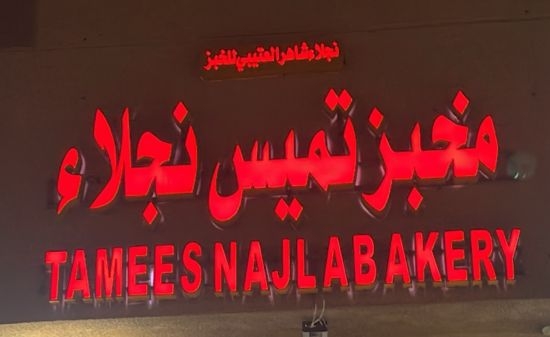 نجلاء شاهر العتيبي للخبز
مخبز تميس نجلاء
TAMEES NAJLA BAKERY